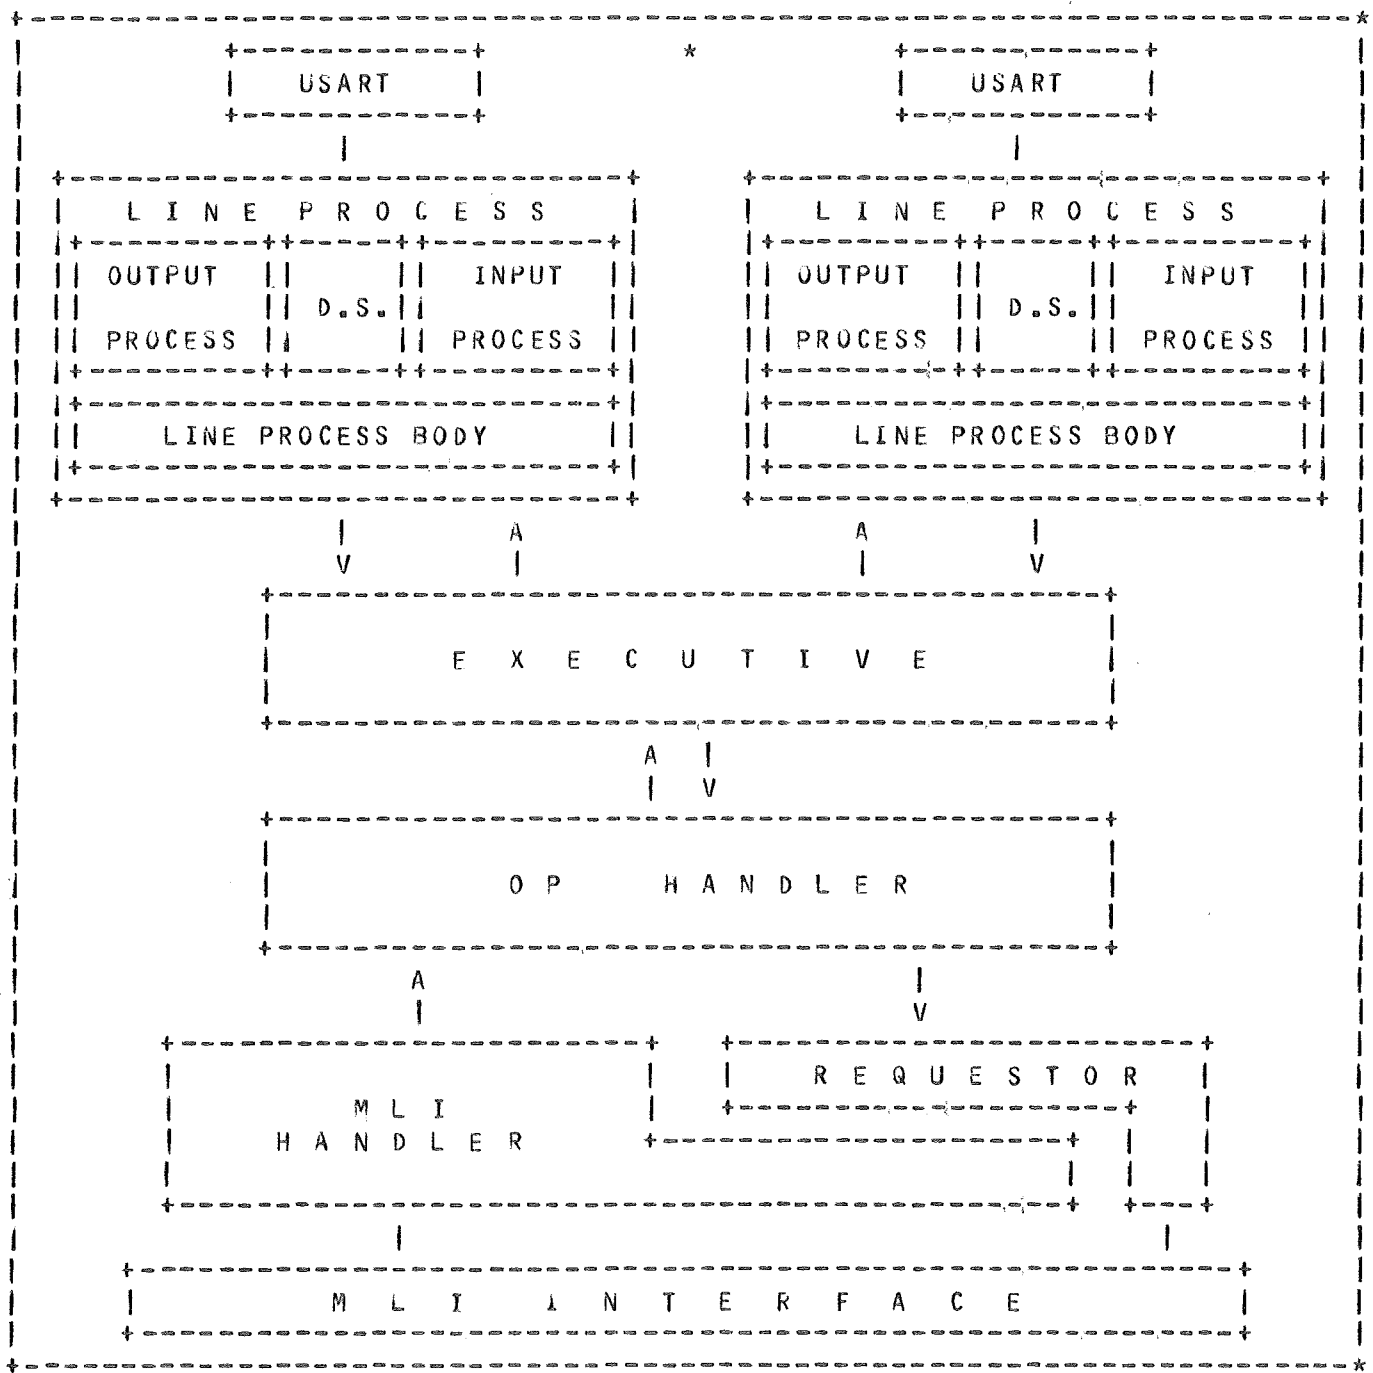 USART USART
LINE PROCESS LINE PROCESS
OUTPUT INPUT OUTPUT INPUT
D.S. D.S.
PROCESS PROCESS PROCESS PROCESS
LINE PROCESS BODY LINE PROCESS BODY
EXECUTIVE
OP HANDLER
REQUESTOR
MLI
HANDLER
MLI INTERFACE